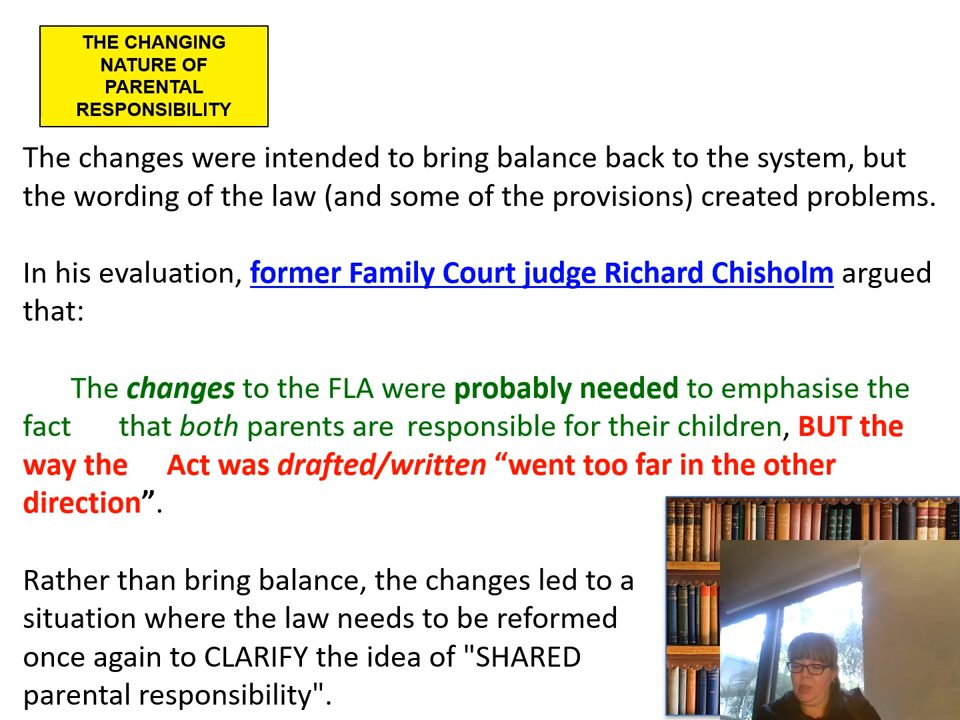 THE CHANGING
NATURE OF
PARENTAL
RESPONSIBILITY
The changes were intended to bring balance back to the system, but
the wording of the law (and some of the provisions) created problems.
In his evaluation, former Family Court judge Richard Chisholm argued
that:
The changes to the FLA were probably needed to emphasise the
fact that both parents are responsible for their children, BUT the
way the Act was drafted/written “went too far in the other
direction”.
Rather than bring balance, the changes led to a
situation where the law needs to be reformed
once again to CLARIFY the idea of "SHARED
parental responsibility".